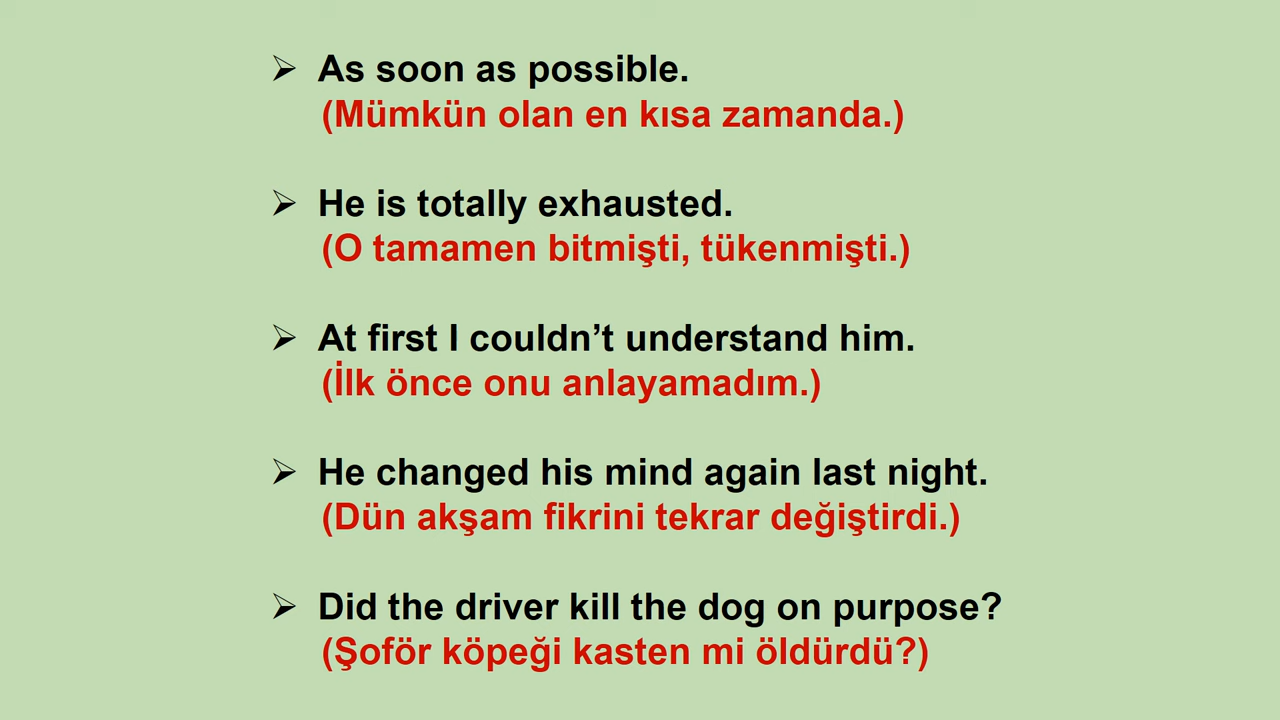 ➢ As soon as possible.
(Mümkün olan en kısa zamanda.)
➢ He is totally exhausted.
(O tamamen bitmişti, tükenmişti.)
➢ At first I couldn’t understand him.
(İlk önce onu anlayamadım.)
➢ He changed his mind again last night.
(Dün akşam fikrini tekrar değiştirdi.)
➢ Did the driver kill the dog on purpose?
(Şoför köpeği kasten mi öldürdü?)